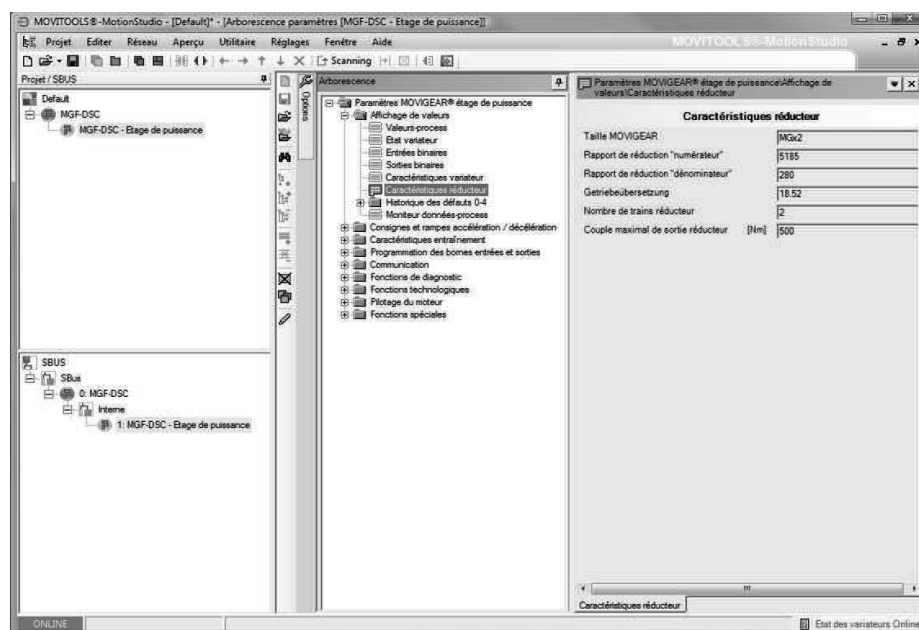 MOVITOOLS®-MotionStudio - [Default]* - [Arborescence paramètres [MGF-DSC - Etage de puissance]]
Projet Editer Réseau Aperçu Utilitaire Réglages Fenêtre Aide
MOVITOOLS®-MotionStudio
Scanning
Projet / SBUS
Default
MGF-DSC
MGF-DSC - Etage de puissance
SBUS
SBus
0: MGF-DSC
Interne
1: MGF-DSC - Etage de puissance
Options
Arborescence
Paramètres MOVIGEAR® étage de puissance
Affichage de valeurs
Valeurs-process
Etat variateur
Entrées binaires
Sorties binaires
Caractéristiques variateur
Caractéristiques réducteur
Historique des défauts 0-4
Moniteur données-process
Consignes et rampes accélération / décélération
Caractéristiques entraînement
Programmation des bornes entrées et sorties
Communication
Fonctions de diagnostic
Fonctions technologiques
Pilotage du moteur
Fonctions spéciales
Paramètres MOVIGEAR® étage de puissance\Affichage de
valeurs\Caractéristiques réducteur
Caractéristiques réducteur
Taille MOVIGEAR MGx2
Rapport de réduction "numérateur" 5185
Rapport de réduction "dénominateur" 280
Getriebeübersetzung 18.52
Nombre de trains réducteur 2
Couple maximal de sortie réducteur [Nm] 500
Caractéristiques réducteur
ONLINE
Etat des variateurs Online